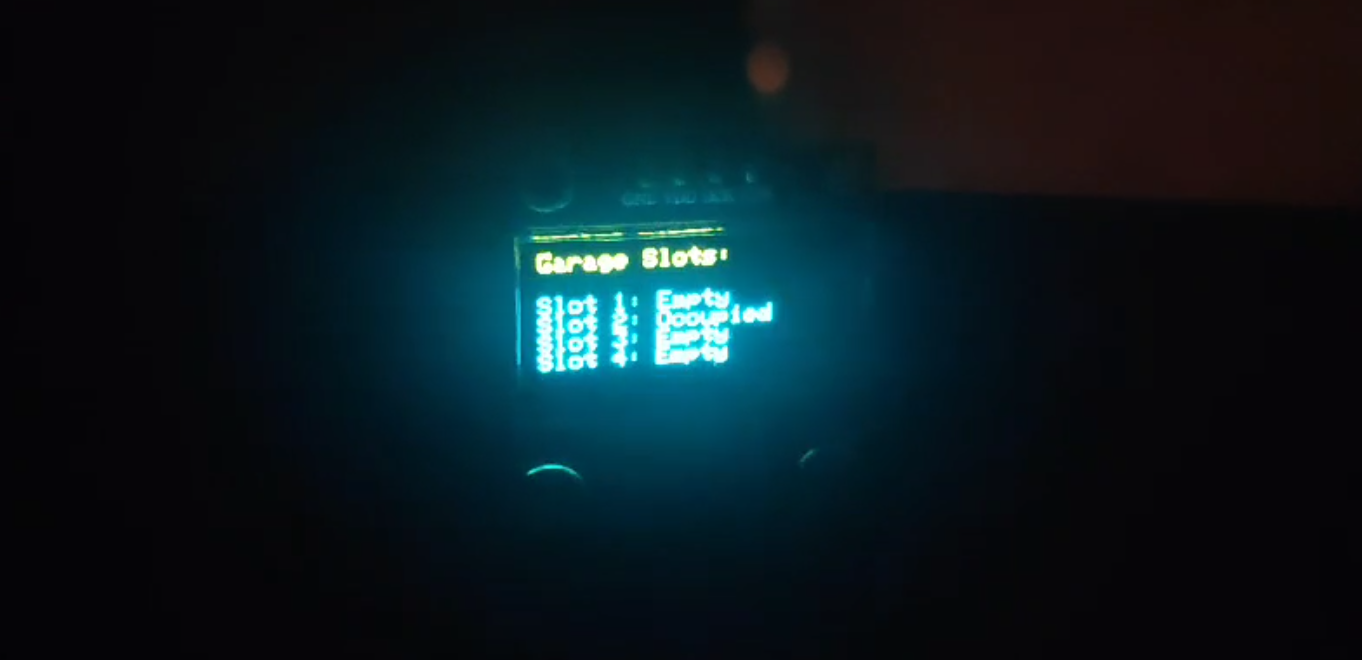 Garage Slots:
Slot 1: Empty
Slot 2: Occupied
Slot 3: Empty
Slot 4: Empty